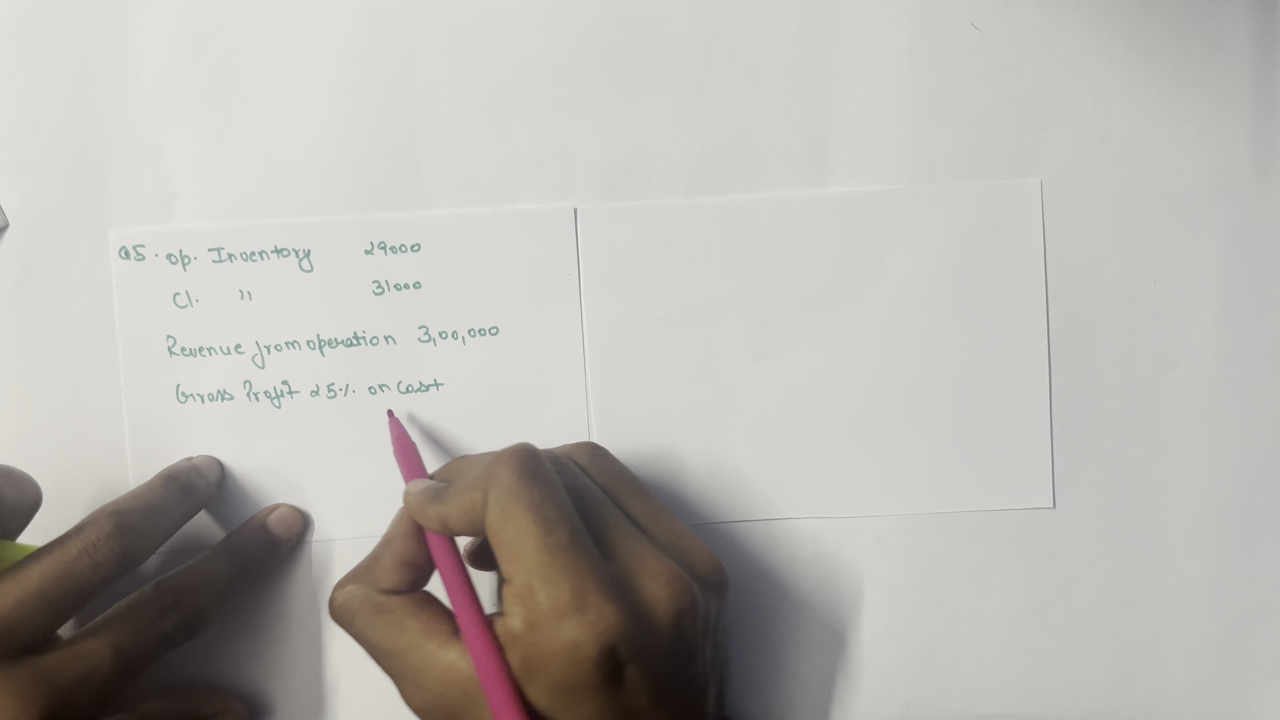 Q5. op. Inventory 29000
Cl. " 31000
Revenue from operation 3,00,000
Gross Profit 25% on cost